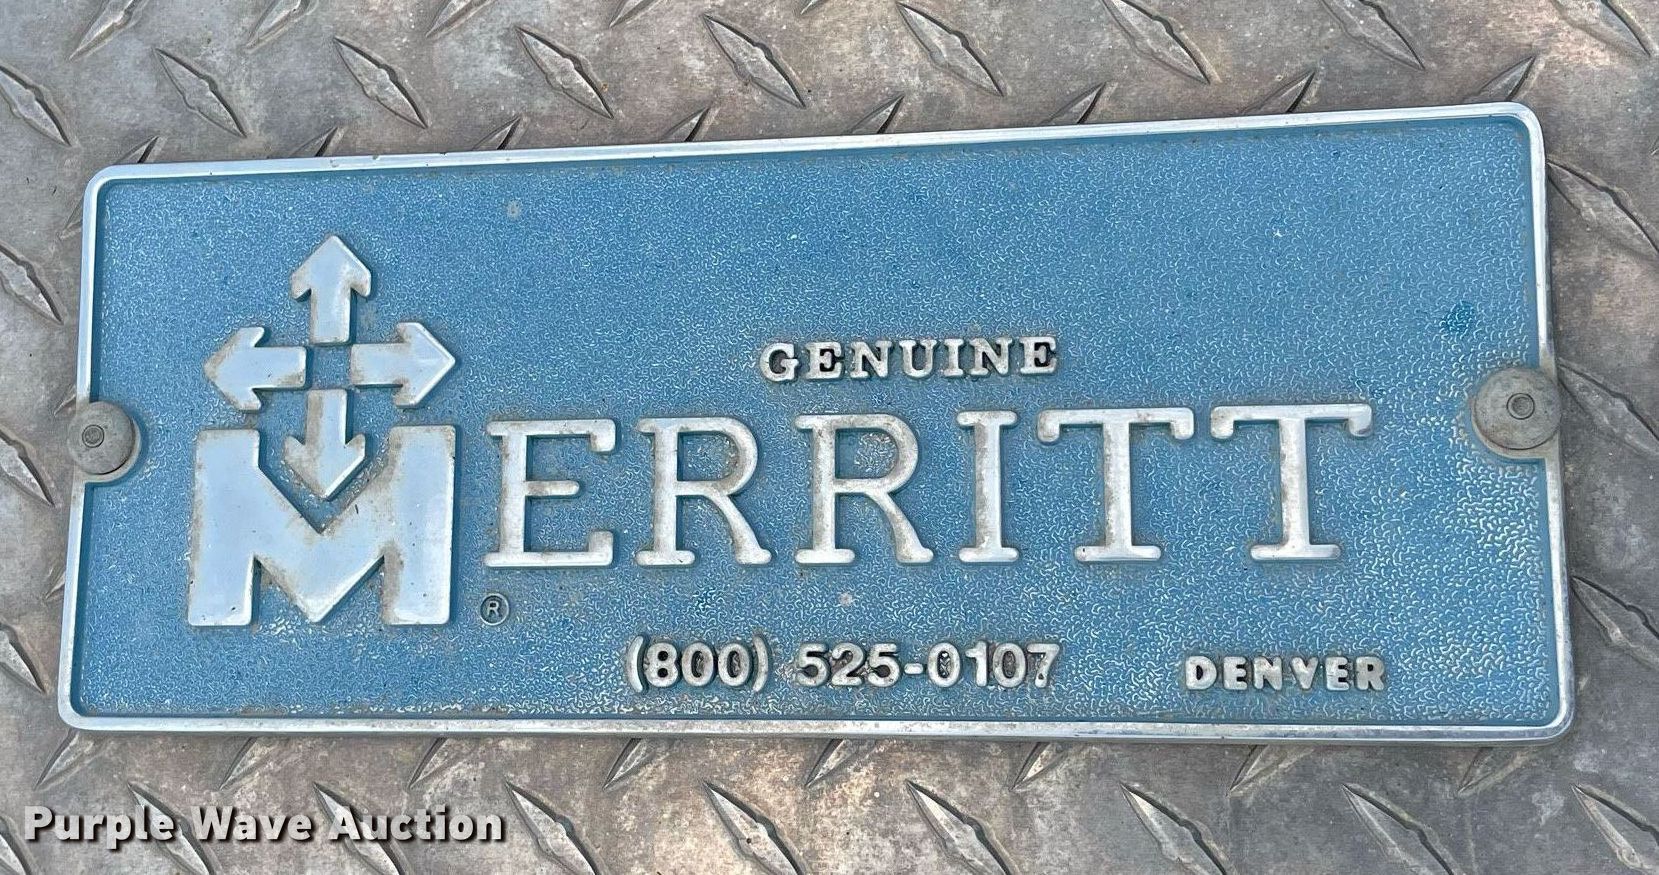 GENUINE
MERRITT
®
(800) 525-0107 DENVER
Purple Wave Auction